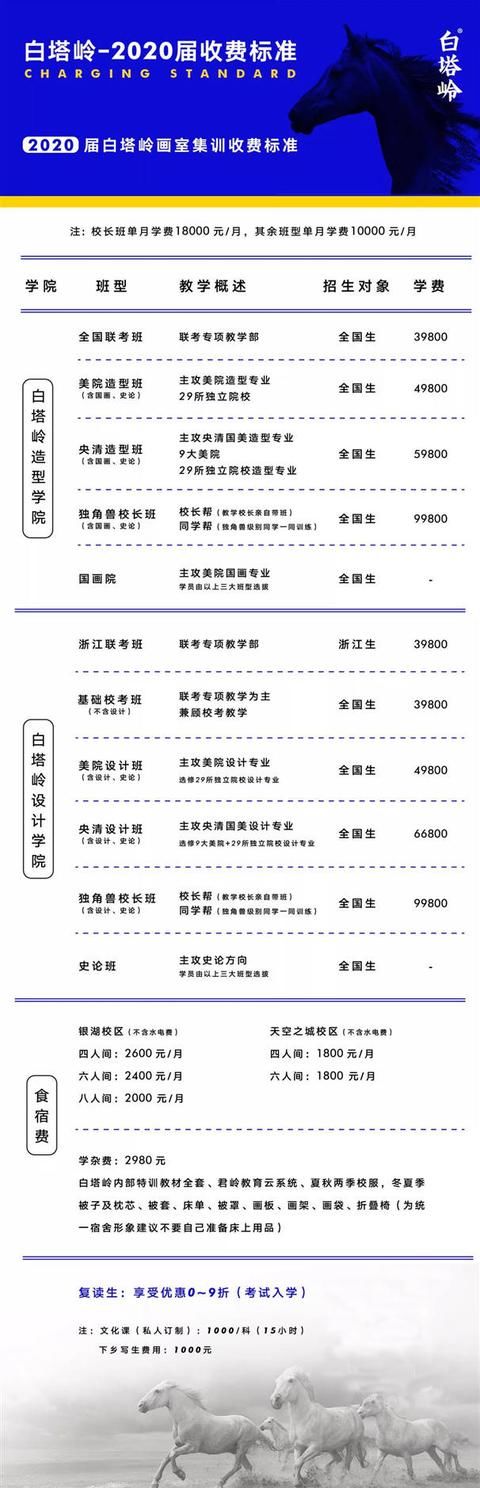 白塔岭-2020届收费标准
CHARGING STANDARD
白塔岭®
2020 届白塔岭画室集训收费标准
注：校长班单月学费18000 元/月，其余班型单月学费10000 元/月
学院 班型 教学概述 招生对象 学费
白塔岭造型学院
全国联考班 联考专项教学部 全国生 39800
美院造型班 主攻美院造型专业 全国生 49800
（含国画、史论） 29所独立院校
主攻央清国美造型专业
央清造型班 9大美院 全国生 59800
（含国画、史论） 29所独立院校造型专业
独角兽校长班 校长帮（教学校长亲自带班） 全国生 99800
（含国画、史论） 同学帮（独角兽级别同学一同训练）
国画院 主攻美院国画专业 全国生 -
学员由以上三大班型选拔
白塔岭设计学院
浙江联考班 联考专项教学部 浙江生 39800
基础校考班 联考专项教学为主 全国生 39800
（不含设计） 兼顾校考教学
美院设计班 主攻美院设计专业 全国生 49800
（含设计、史论） 选修29所独立院校设计专业
央清设计班 主攻央清国美设计专业 全国生 66800
（含设计、史论） 选修9大美院+29所独立院校设计专业
独角兽校长班 校长帮（教学校长亲自带班） 全国生 99800
（含设计、史论） 同学帮（独角兽级别同学一同训练）
史论班 主攻史论方向 全国生 -
学员由以上三大班型选拔
食宿费
银湖校区（不含水电费） 天空之城校区（不含水电费）
四人间：2600 元/月 四人间：1800 元/月
六人间：2400 元/月 六人间：1800 元/月
八人间：2000 元/月
学杂费：2980 元
白塔岭内部特训教材全套、君岭教育云系统、夏秋两季校服，冬夏季
被子及枕芯、被套、床单、被罩、画板、画架、画袋、折叠椅（为统
一宿舍形象建议不要自己准备床上用品）
复读生：享受优惠0~9折（考试入学）
注：文化课（私人订制）：1000/科（15小时）
下乡写生费用：1000元